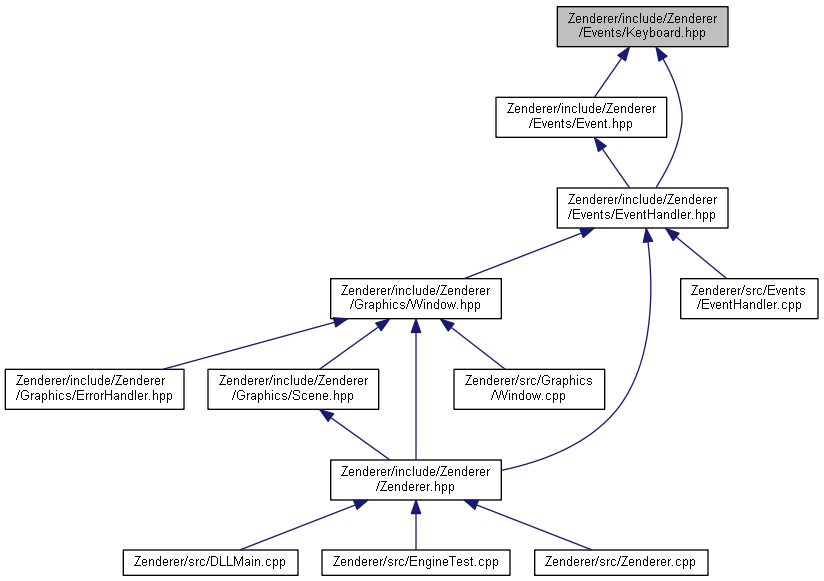 Zenderer/include/Zenderer
/Events/Keyboard.hpp
Zenderer/include/Zenderer
/Events/Event.hpp
Zenderer/include/Zenderer
/Events/EventHandler.hpp
Zenderer/include/Zenderer
/Graphics/Window.hpp
Zenderer/src/Events
/EventHandler.cpp
Zenderer/include/Zenderer
/Graphics/ErrorHandler.hpp
Zenderer/include/Zenderer
/Graphics/Scene.hpp
Zenderer/src/Graphics
/Window.cpp
Zenderer/include/Zenderer
/Zenderer.hpp
Zenderer/src/DLLMain.cpp
Zenderer/src/EngineTest.cpp
Zenderer/src/Zenderer.cpp